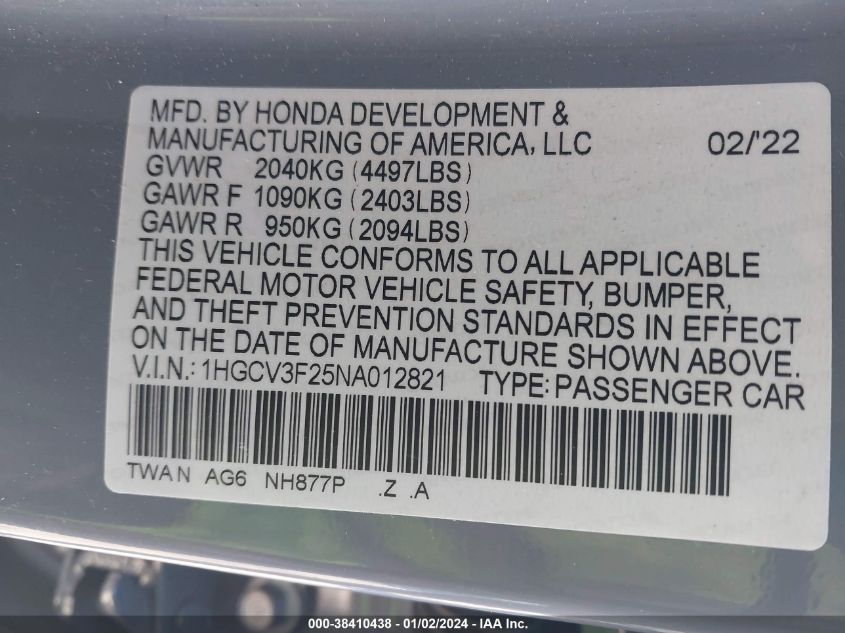 MFD. BY HONDA DEVELOPMENT &
MANUFACTURING OF AMERICA, LLC 02/'22
GVWR 2040KG (4497LBS)
GAWR F 1090KG (2403LBS)
GAWR R 950KG (2094LBS)
THIS VEHICLE CONFORMS TO ALL APPLICABLE
FEDERAL MOTOR VEHICLE SAFETY, BUMPER,
AND THEFT PREVENTION STANDARDS IN EFFECT
ON THE DATE OF MANUFACTURE SHOWN ABOVE.
V.I.N.: 1HGCV3F25NA012821 TYPE: PASSENGER CAR
TWAN AG6 NH877P .Z .A
000-38410438 - 01/02/2024 - IAA Inc.